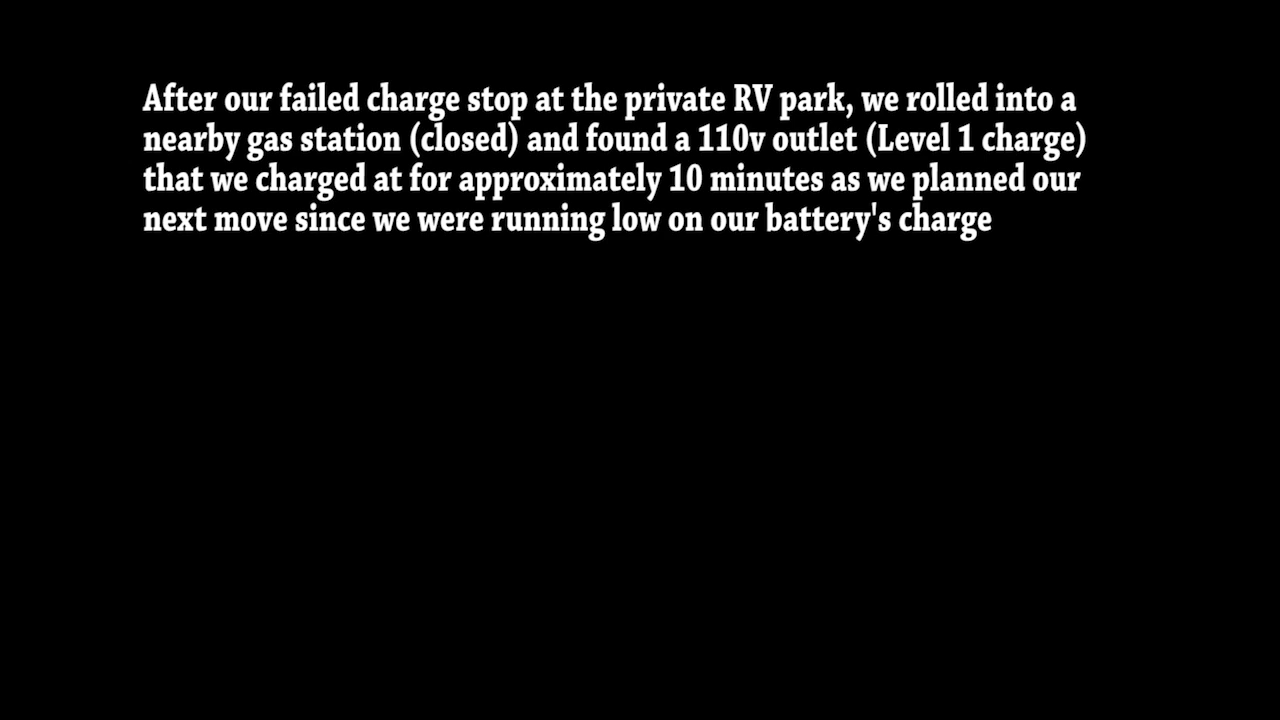 After our failed charge stop at the private RV park, we rolled into a
nearby gas station (closed) and found a 110v outlet (Level 1 charge)
that we charged at for approximately 10 minutes as we planned our
next move since we were running low on our battery's charge